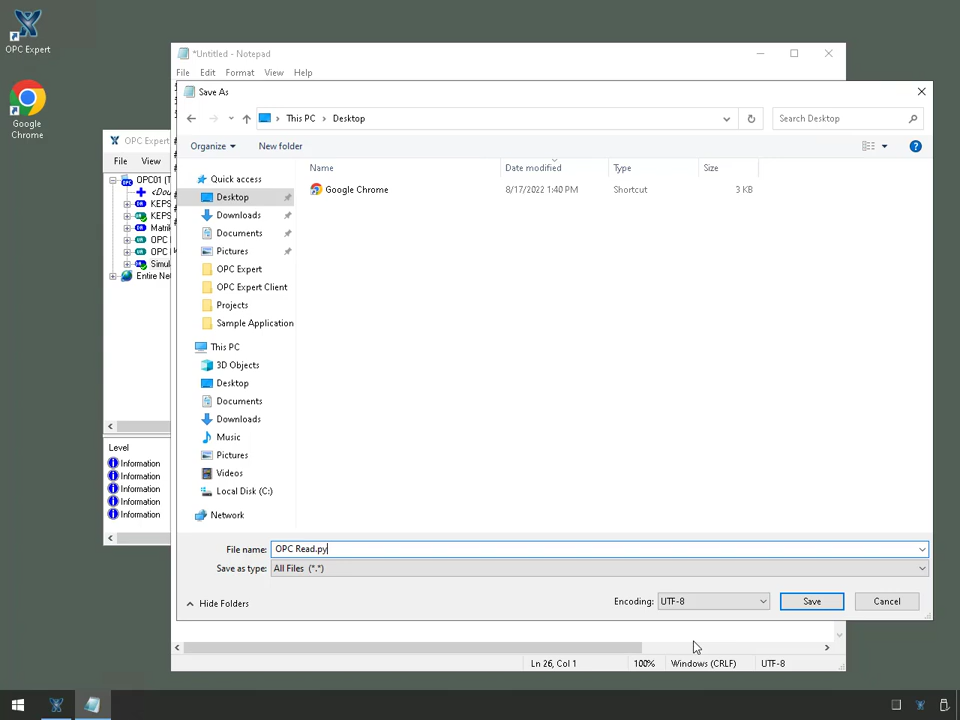 OPC Expert
Google
Chrome
*Untitled - Notepad
File Edit Format View Help
Save As
This PC Desktop
Search Desktop
Organize
New folder
Name
Date modified
Type
Size
Google Chrome
8/17/2022 1:40 PM
Shortcut
3 KB
Quick access
Desktop
Downloads
Documents
Pictures
OPC Expert
OPC Expert Client
Projects
Sample Application
This PC
3D Objects
Desktop
Documents
Downloads
Music
Pictures
Videos
Local Disk (C:)
Network
File name: OPC Read.py
Save as type: All Files (*.*)
Hide Folders
Encoding: UTF-8
Save
Cancel
OPC Expert
File View
OPC01 (T
<Dou
KEPS
KEPS
Matrik
OPC
OPC
Simul
Entire Net
Level
Information
Information
Information
Information
Information
Ln 26, Col 1
100%
Windows (CRLF)
UTF-8